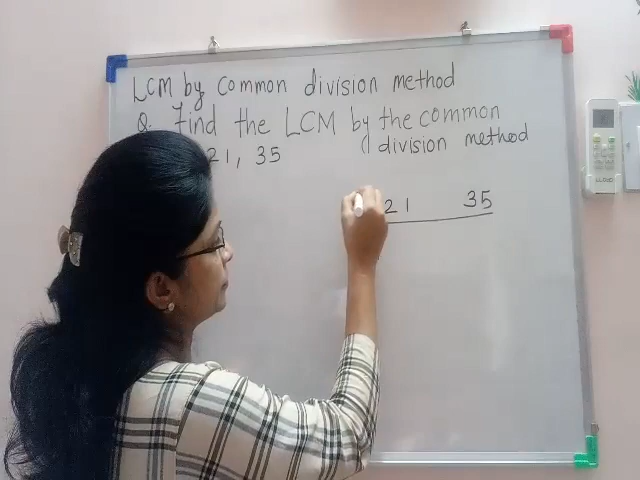 LCM by common division method
Q. Find the LCM by the common
division method
21, 35
21 35